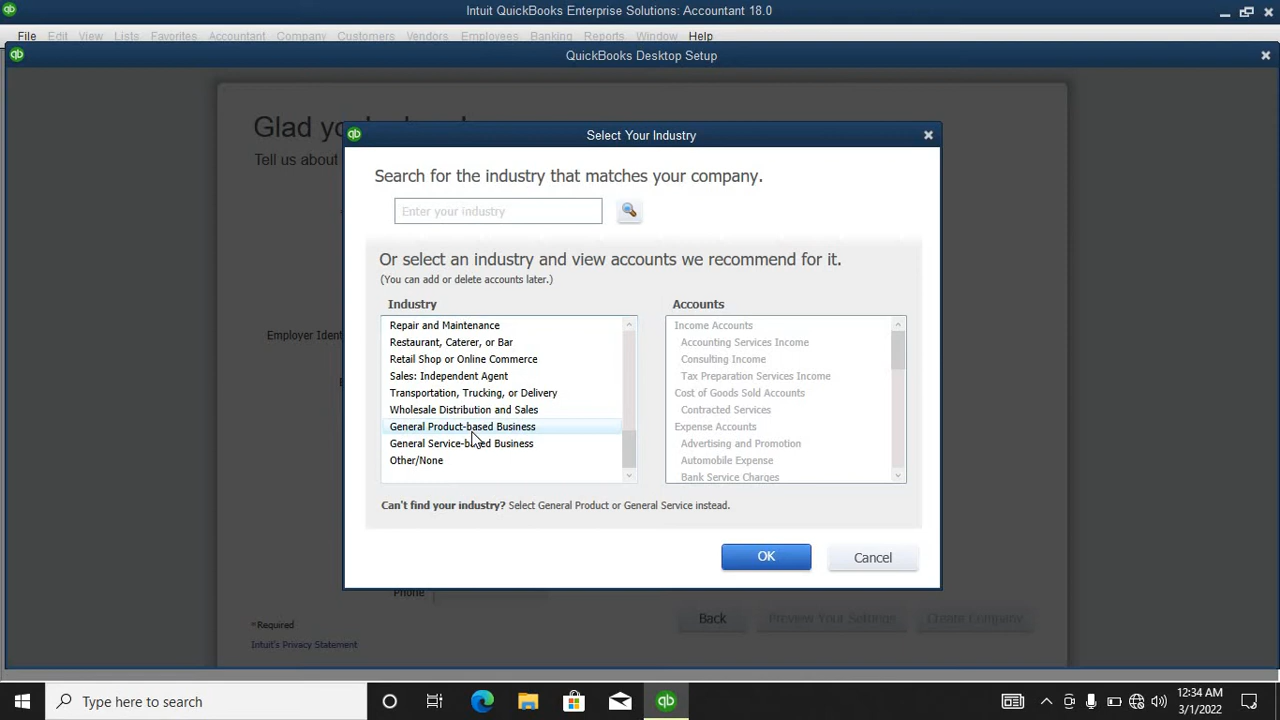 Intuit QuickBooks Enterprise Solutions: Accountant 18.0
File Edit View Lists Favorites Accountant Company Customers Vendors Employees Banking Reports Window Help
QuickBooks Desktop Setup
Glad
Tell us about
Select Your Industry
Search for the industry that matches your company.
Enter your industry
Or select an industry and view accounts we recommend for it.
(You can add or delete accounts later.)
Industry
Repair and Maintenance
Restaurant, Caterer, or Bar
Retail Shop or Online Commerce
Sales: Independent Agent
Transportation, Trucking, or Delivery
Wholesale Distribution and Sales
General Product-based Business
General Service-based Business
Other/None
Accounts
Income Accounts
Accounting Services Income
Consulting Income
Tax Preparation Services Income
Cost of Goods Sold Accounts
Contracted Services
Expense Accounts
Advertising and Promotion
Automobile Expense
Bank Service Charges
Can't find your industry? Select General Product or General Service instead.
OK
Cancel
Employer
Phone
*Required
Intuit's Privacy Statement
Back
Preview Your Settings
Create Company
Type here to search
12:34 AM
3/1/2022